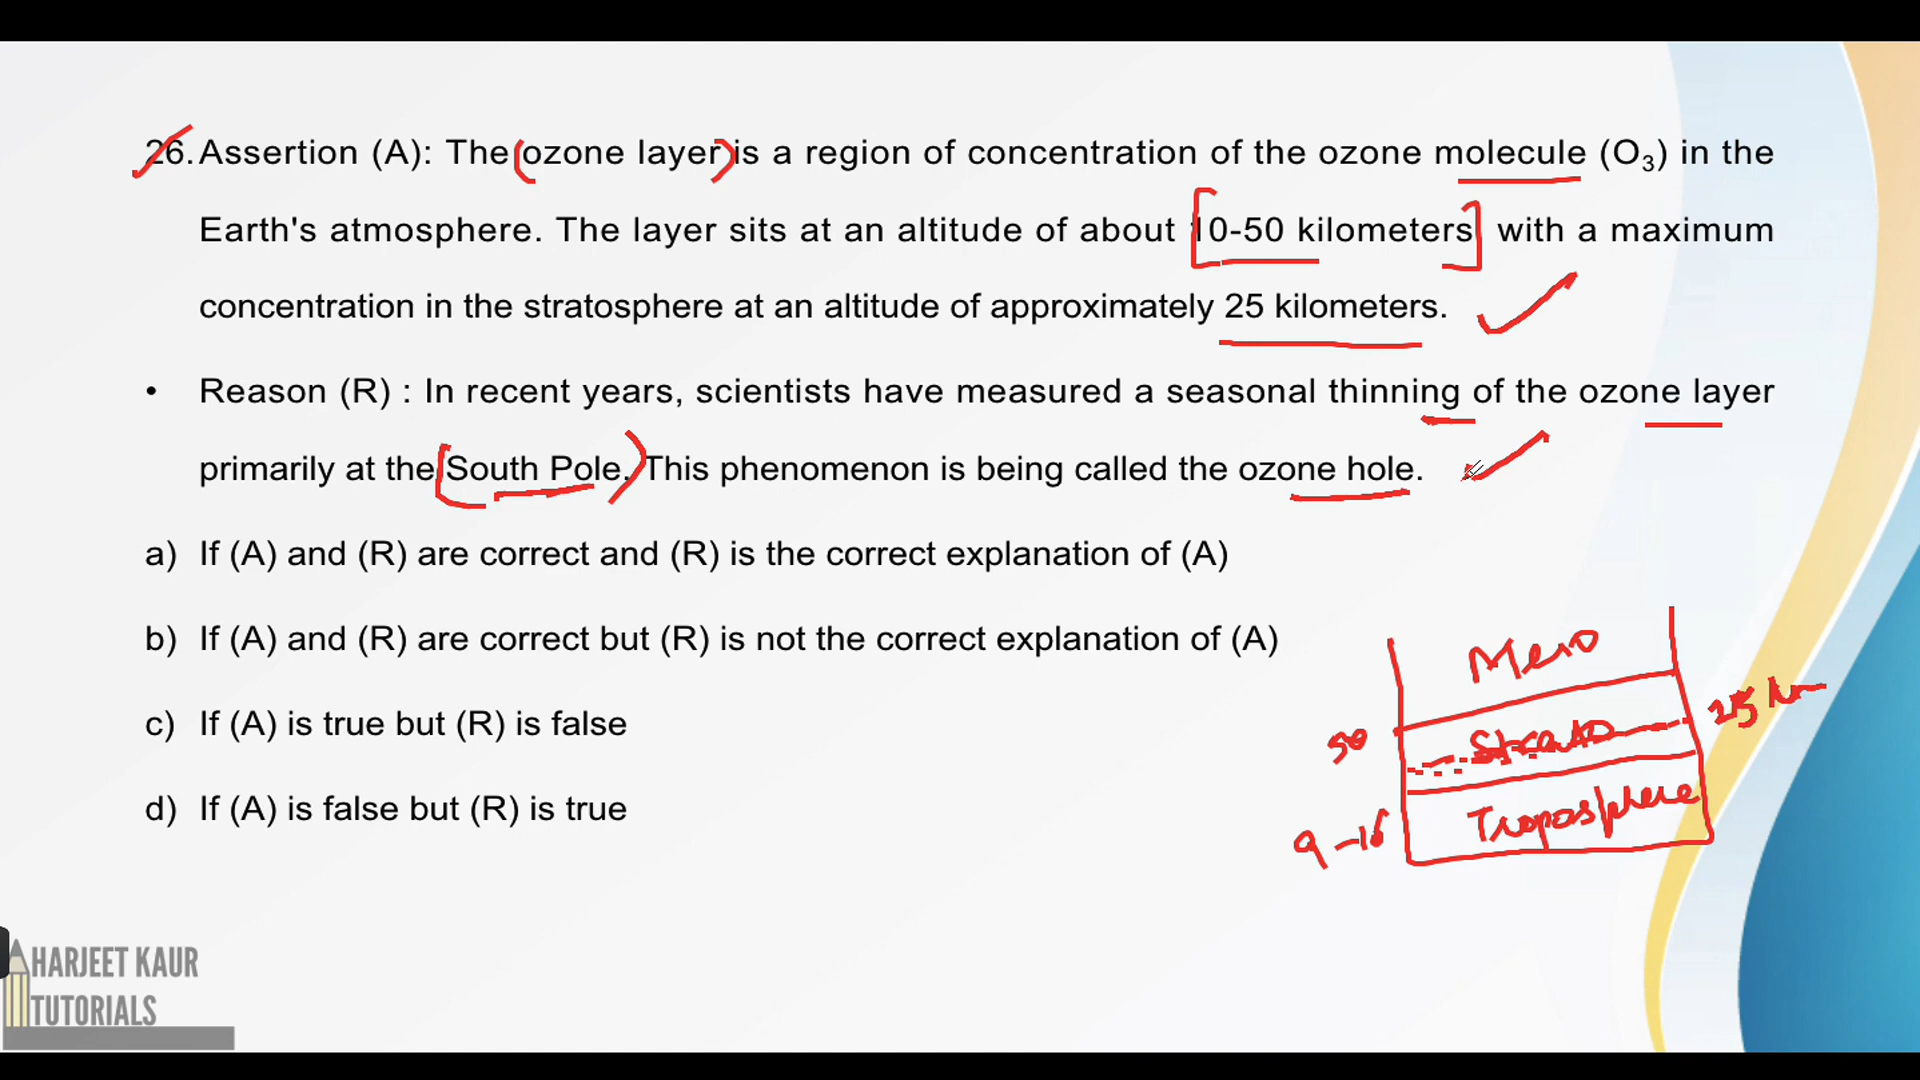 26. Assertion (A): The ozone layer is a region of concentration of the ozone molecule (O₃) in the
Earth's atmosphere. The layer sits at an altitude of about 10-50 kilometers, with a maximum
concentration in the stratosphere at an altitude of approximately 25 kilometers.
• Reason (R) : In recent years, scientists have measured a seasonal thinning of the ozone layer
primarily at the South Pole. This phenomenon is being called the ozone hole.
a) If (A) and (R) are correct and (R) is the correct explanation of (A)
b) If (A) and (R) are correct but (R) is not the correct explanation of (A)
c) If (A) is true but (R) is false
d) If (A) is false but (R) is true
Meso
25 km
50
Strato
Troposphere
9-18
HARJEET KAUR
TUTORIALS